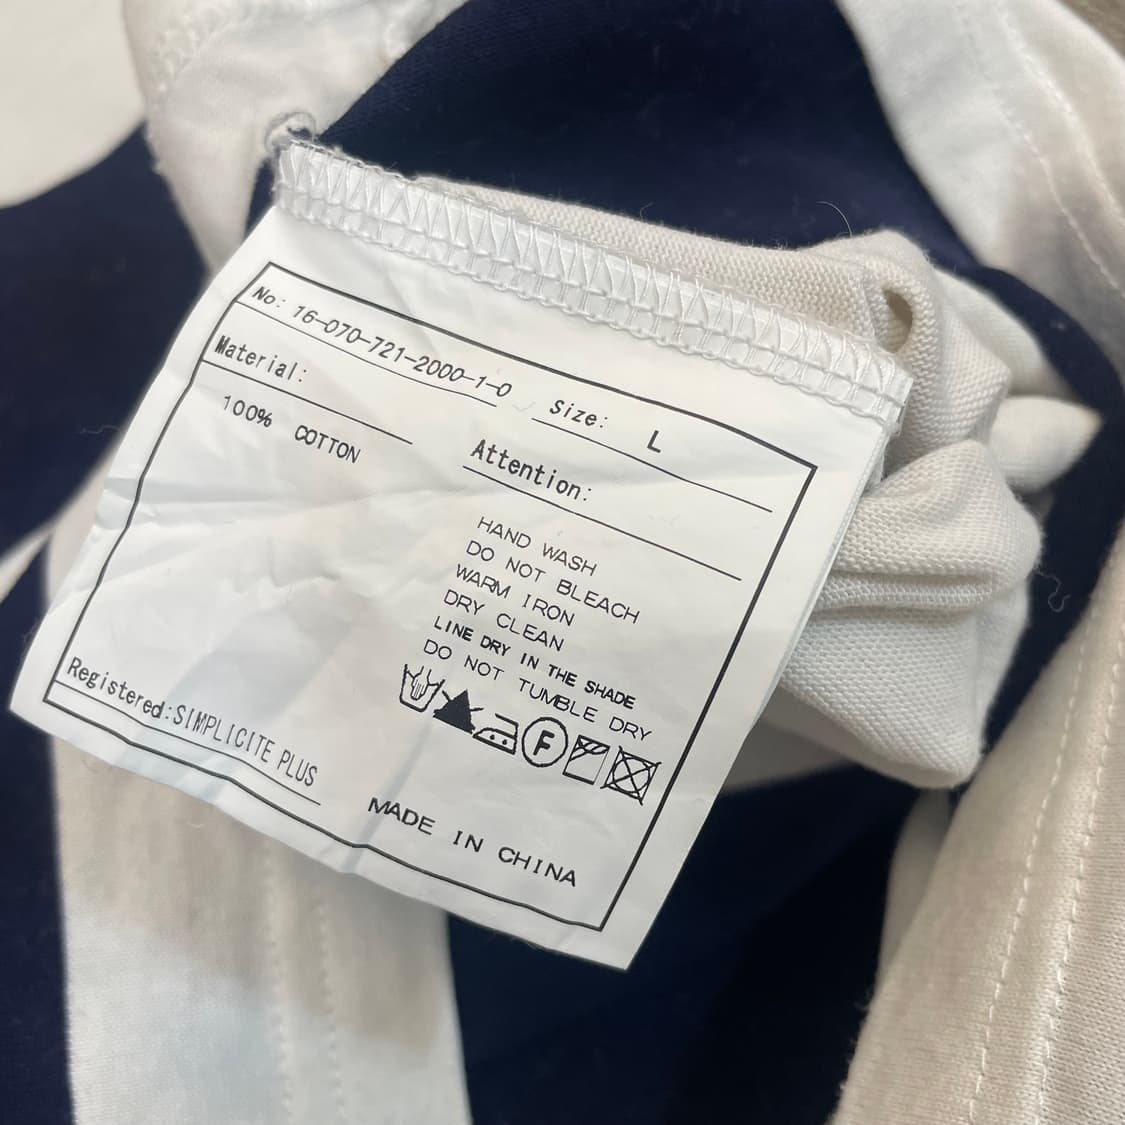 No: 16-070-721-2000-1-0 Size: L
Material:
100% COTTON
Attention:
HAND WASH
DO NOT BLEACH
WARM IRON
DRY CLEAN
LINE DRY IN THE SHADE
DO NOT TUMBLE DRY
F
Registered:SIMPLICITE PLUS
MADE IN CHINA